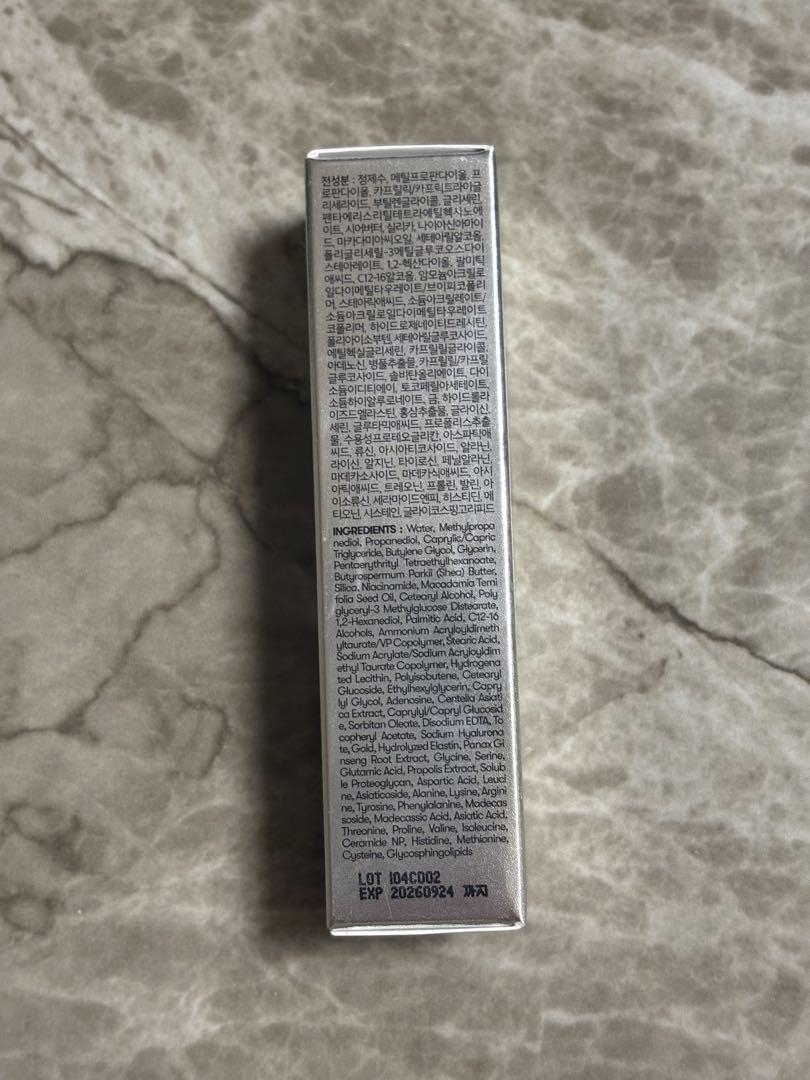 전성분 : 정제수, 메틸프로판다이올, 프
로판다이올, 카프릴릭/카프릭트라이글
리세라이드, 부틸렌글라이콜, 글리세린,
펜타에리스리틸테트라에틸헥사노에
이트, 시어버터, 실리카, 나이아신아마이
드, 마카다미아씨오일, 세테아릴알코올,
폴리글리세릴-3메틸글루코오스다이
스테아레이트, 1,2-헥산다이올, 팔미틱
애씨드, C12-16알코올, 암모늄아크릴로
일다이메틸타우레이트/브이피코폴리
머, 스테아릭애씨드, 소듐아크릴레이트/
소듐아크릴로일다이메틸타우레이트
코폴리머, 하이드로제네이티드레시틴,
폴리아이소부텐, 세테아릴글루코사이드,
에틸헥실글리세린, 카프릴릴글라이콜,
아데노신, 병풀추출물, 카프릴릴/카프릴
글루코사이드, 솔비탄올리에이트, 다이
소듐이디티에이, 토코페릴아세테이트,
소듐하이알루로네이트, 금, 하이드롤라
이즈드엘라스틴, 홍삼추출물, 글라이신,
세린, 글루타믹애씨드, 프로폴리스추출
물, 수용성프로테오글리칸, 아스파틱애
씨드, 류신, 아시아티코사이드, 알라닌,
라이신, 알지닌, 타이로신, 페닐알라닌,
마데카소사이드, 마데카식애씨드, 아시
아틱애씨드, 트레오닌, 프롤린, 발린, 아
이소류신, 세라마이드엔피, 히스티딘, 메
티오닌, 시스테인, 글라이코스핑고리피드
INGREDIENTS : Water, Methylpropa
nediol, Propanediol, Caprylic/Capric
Triglyceride, Butylene Glycol, Glycerin,
Pentaerythrityl Tetraethylhexanoate,
Butyrospermum Parkii (Shea) Butter,
Silica, Niacinamide, Macadamia Terni
folia Seed Oil, Cetearyl Alcohol, Poly
glyceryl-3 Methylglucose Distearate,
1,2-Hexanediol, Palmitic Acid, C12-16
Alcohols, Ammonium Acryloyldimeth
yltaurate/VP Copolymer, Stearic Acid,
Sodium Acrylate/Sodium Acryloyldim
ethyl Taurate Copolymer, Hydrogena
ted Lecithin, Polyisobutene, Cetearyl
Glucoside, Ethylhexylglycerin, Capry
lyl Glycol, Adenosine, Centella Asiati
ca Extract, Caprylyl/Capryl Glucosid
e, Sorbitan Oleate, Disodium EDTA, To
copheryl Acetate, Sodium Hyalurona
te, Gold, Hydrolyzed Elastin, Panax Gi
nseng Root Extract, Glycine, Serine,
Glutamic Acid, Propolis Extract, Solub
le Proteoglycan, Aspartic Acid, Leuci
ne, Asiaticoside, Alanine, Lysine, Argini
ne, Tyrosine, Phenylalanine, Madecas
soside, Madecassic Acid, Asiatic Acid,
Threonine, Proline, Valine, Isoleucine,
Ceramide NP, Histidine, Methionine,
Cysteine, Glycosphingolipids
LOT I04C002
EXP 20260924 까지